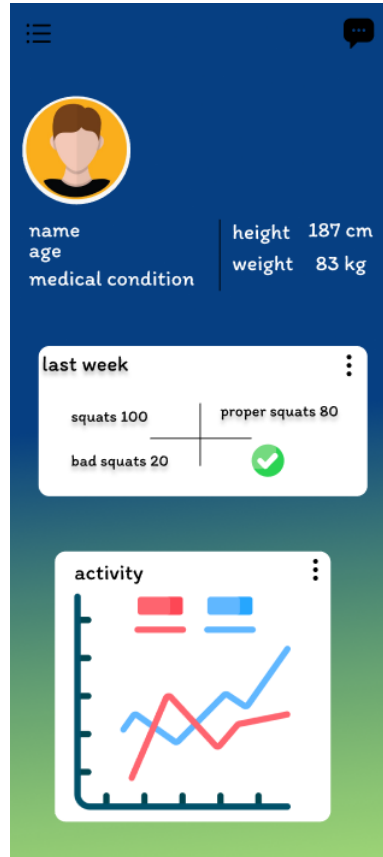 name
age
medical condition
height 187 cm
weight 83 kg
last week
squats 100
proper squats 80
bad squats 20
activity